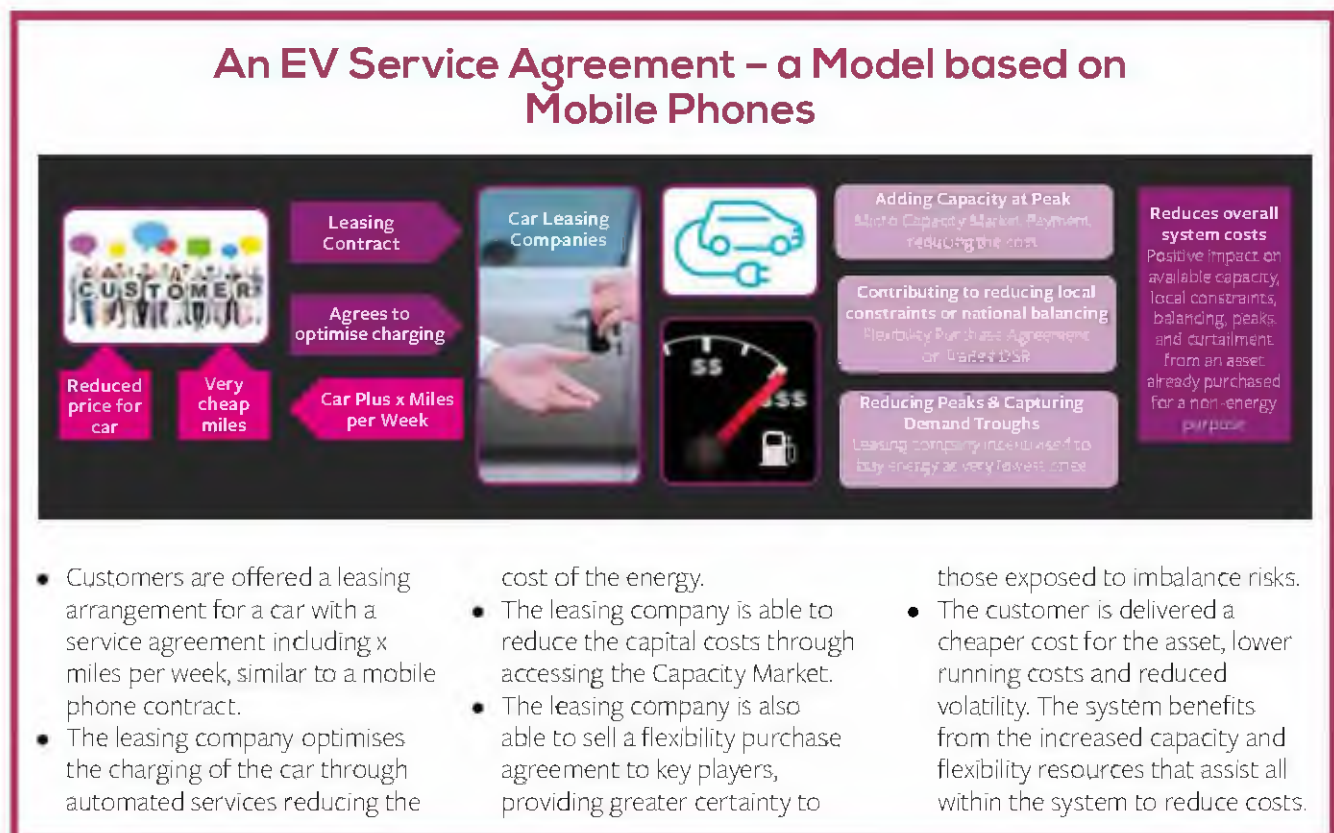 An EV Service Agreement – a Model based on
Mobile Phones
CUSTOMER
Reduced
price for
car
Very
cheap
miles
Leasing
Contract
Agrees to
optimise charging
Car Plus x Miles
per Week
Car Leasing
Companies
$$
$$$
Adding Capacity at Peak
Micro Capacity Market Payment,
reducing the cost
Contributing to reducing local
constraints or national balancing
Flexibility Purchase Agreement
or Traded DSR
Reducing Peaks & Capturing
Demand Troughs
Leasing company incentivised to
buy energy at very lowest price
Reduces overall
system costs
Positive impact on
available capacity,
local constraints,
balancing, peaks,
and curtailment
from an asset
already purchased
for a non-energy
purpose
● Customers are offered a leasing
arrangement for a car with a
service agreement including x
miles per week, similar to a mobile
phone contract.
● The leasing company optimises
the charging of the car through
automated services reducing the
cost of the energy.
● The leasing company is able to
reduce the capital costs through
accessing the Capacity Market.
● The leasing company is also
able to sell a flexibility purchase
agreement to key players,
providing greater certainty to
those exposed to imbalance risks.
● The customer is delivered a
cheaper cost for the asset, lower
running costs and reduced
volatility. The system benefits
from the increased capacity and
flexibility resources that assist all
within the system to reduce costs.